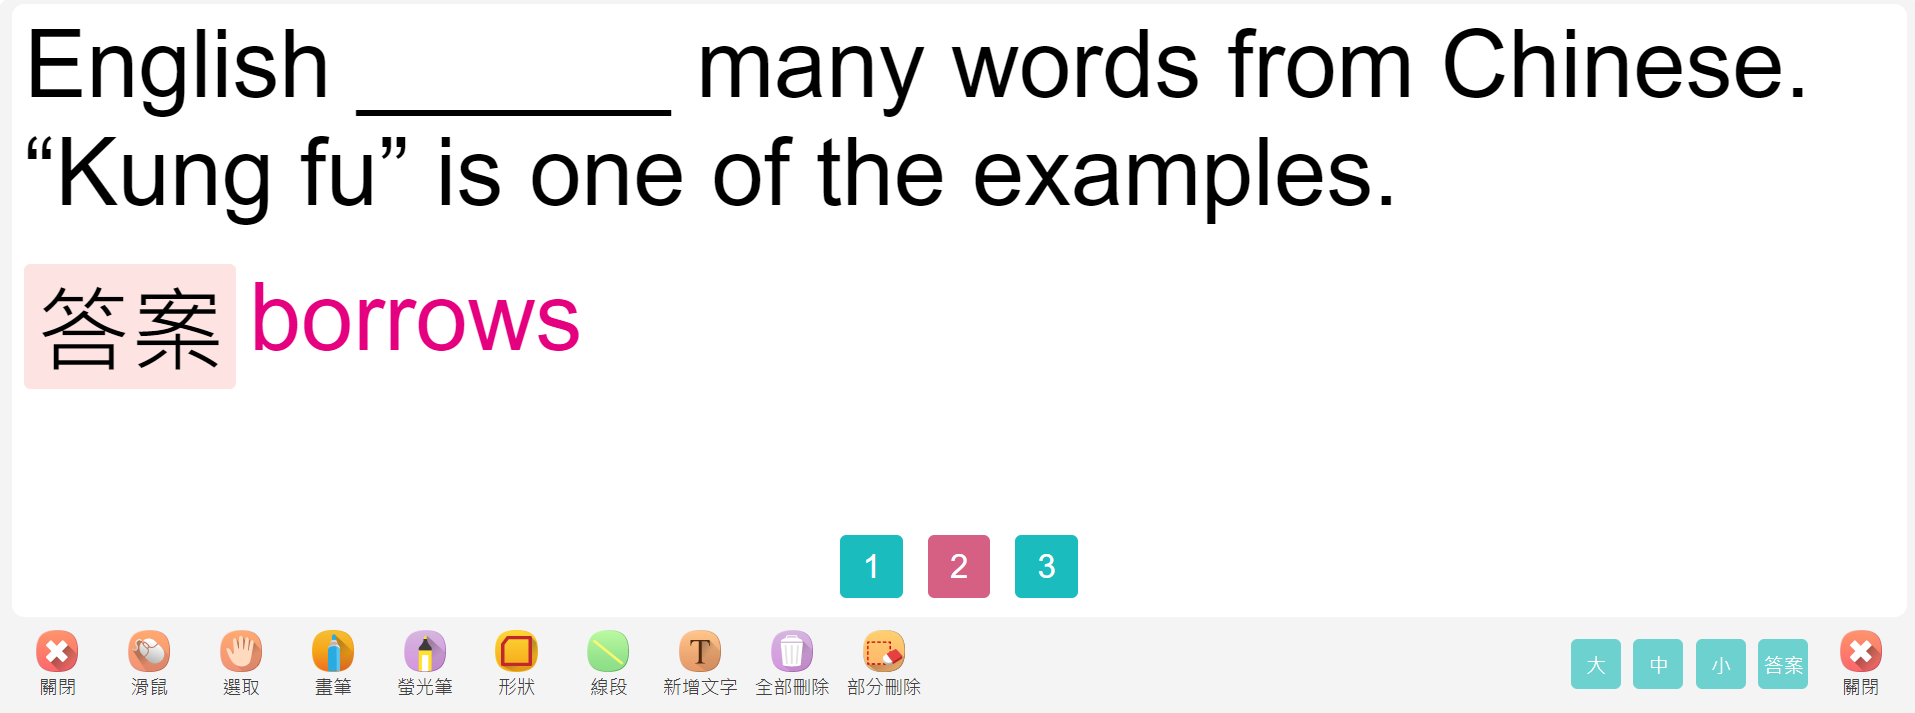 English ______ many words from Chinese.
“Kung fu” is one of the examples.
答案 borrows
1 2 3
關閉 滑鼠 選取 畫筆 螢光筆 形狀 線段 T 新增文字 全部刪除 部分刪除 大 中 小 答案 關閉